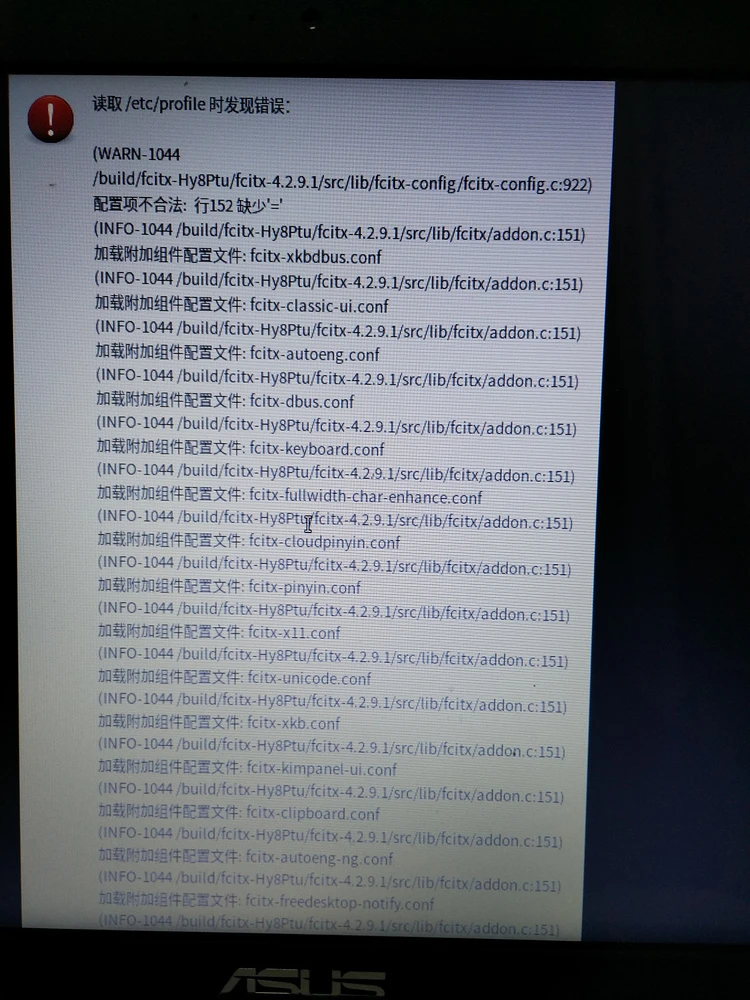 读取 /etc/profile 时发现错误：
(WARN-1044
/build/fcitx-Hy8Ptu/fcitx-4.2.9.1/src/lib/fcitx-config/fcitx-config.c:922)
配置项不合法: 行152 缺少'='
(INFO-1044 /build/fcitx-Hy8Ptu/fcitx-4.2.9.1/src/lib/fcitx/addon.c:151)
加载附加组件配置文件: fcitx-xkbdbus.conf
(INFO-1044 /build/fcitx-Hy8Ptu/fcitx-4.2.9.1/src/lib/fcitx/addon.c:151)
加载附加组件配置文件: fcitx-classic-ui.conf
(INFO-1044 /build/fcitx-Hy8Ptu/fcitx-4.2.9.1/src/lib/fcitx/addon.c:151)
加载附加组件配置文件: fcitx-autoeng.conf
(INFO-1044 /build/fcitx-Hy8Ptu/fcitx-4.2.9.1/src/lib/fcitx/addon.c:151)
加载附加组件配置文件: fcitx-dbus.conf
(INFO-1044 /build/fcitx-Hy8Ptu/fcitx-4.2.9.1/src/lib/fcitx/addon.c:151)
加载附加组件配置文件: fcitx-keyboard.conf
(INFO-1044 /build/fcitx-Hy8Ptu/fcitx-4.2.9.1/src/lib/fcitx/addon.c:151)
加载附加组件配置文件: fcitx-fullwidth-char-enhance.conf
(INFO-1044 /build/fcitx-Hy8Ptu/fcitx-4.2.9.1/src/lib/fcitx/addon.c:151)
加载附加组件配置文件: fcitx-cloudpinyin.conf
(INFO-1044 /build/fcitx-Hy8Ptu/fcitx-4.2.9.1/src/lib/fcitx/addon.c:151)
加载附加组件配置文件: fcitx-pinyin.conf
(INFO-1044 /build/fcitx-Hy8Ptu/fcitx-4.2.9.1/src/lib/fcitx/addon.c:151)
加载附加组件配置文件: fcitx-x11.conf
(INFO-1044 /build/fcitx-Hy8Ptu/fcitx-4.2.9.1/src/lib/fcitx/addon.c:151)
加载附加组件配置文件: fcitx-unicode.conf
(INFO-1044 /build/fcitx-Hy8Ptu/fcitx-4.2.9.1/src/lib/fcitx/addon.c:151)
加载附加组件配置文件: fcitx-xkb.conf
(INFO-1044 /build/fcitx-Hy8Ptu/fcitx-4.2.9.1/src/lib/fcitx/addon.c:151)
加载附加组件配置文件: fcitx-kimpanel-ui.conf
(INFO-1044 /build/fcitx-Hy8Ptu/fcitx-4.2.9.1/src/lib/fcitx/addon.c:151)
加载附加组件配置文件: fcitx-clipboard.conf
(INFO-1044 /build/fcitx-Hy8Ptu/fcitx-4.2.9.1/src/lib/fcitx/addon.c:151)
加载附加组件配置文件: fcitx-autoeng-ng.conf
(INFO-1044 /build/fcitx-Hy8Ptu/fcitx-4.2.9.1/src/lib/fcitx/addon.c:151)
加载附加组件配置文件: fcitx-freedesktop-notify.conf
(INFO-1044 /build/fcitx-Hy8Ptu/fcitx-4.2.9.1/src/lib/fcitx/addon.c:151)
ASUS